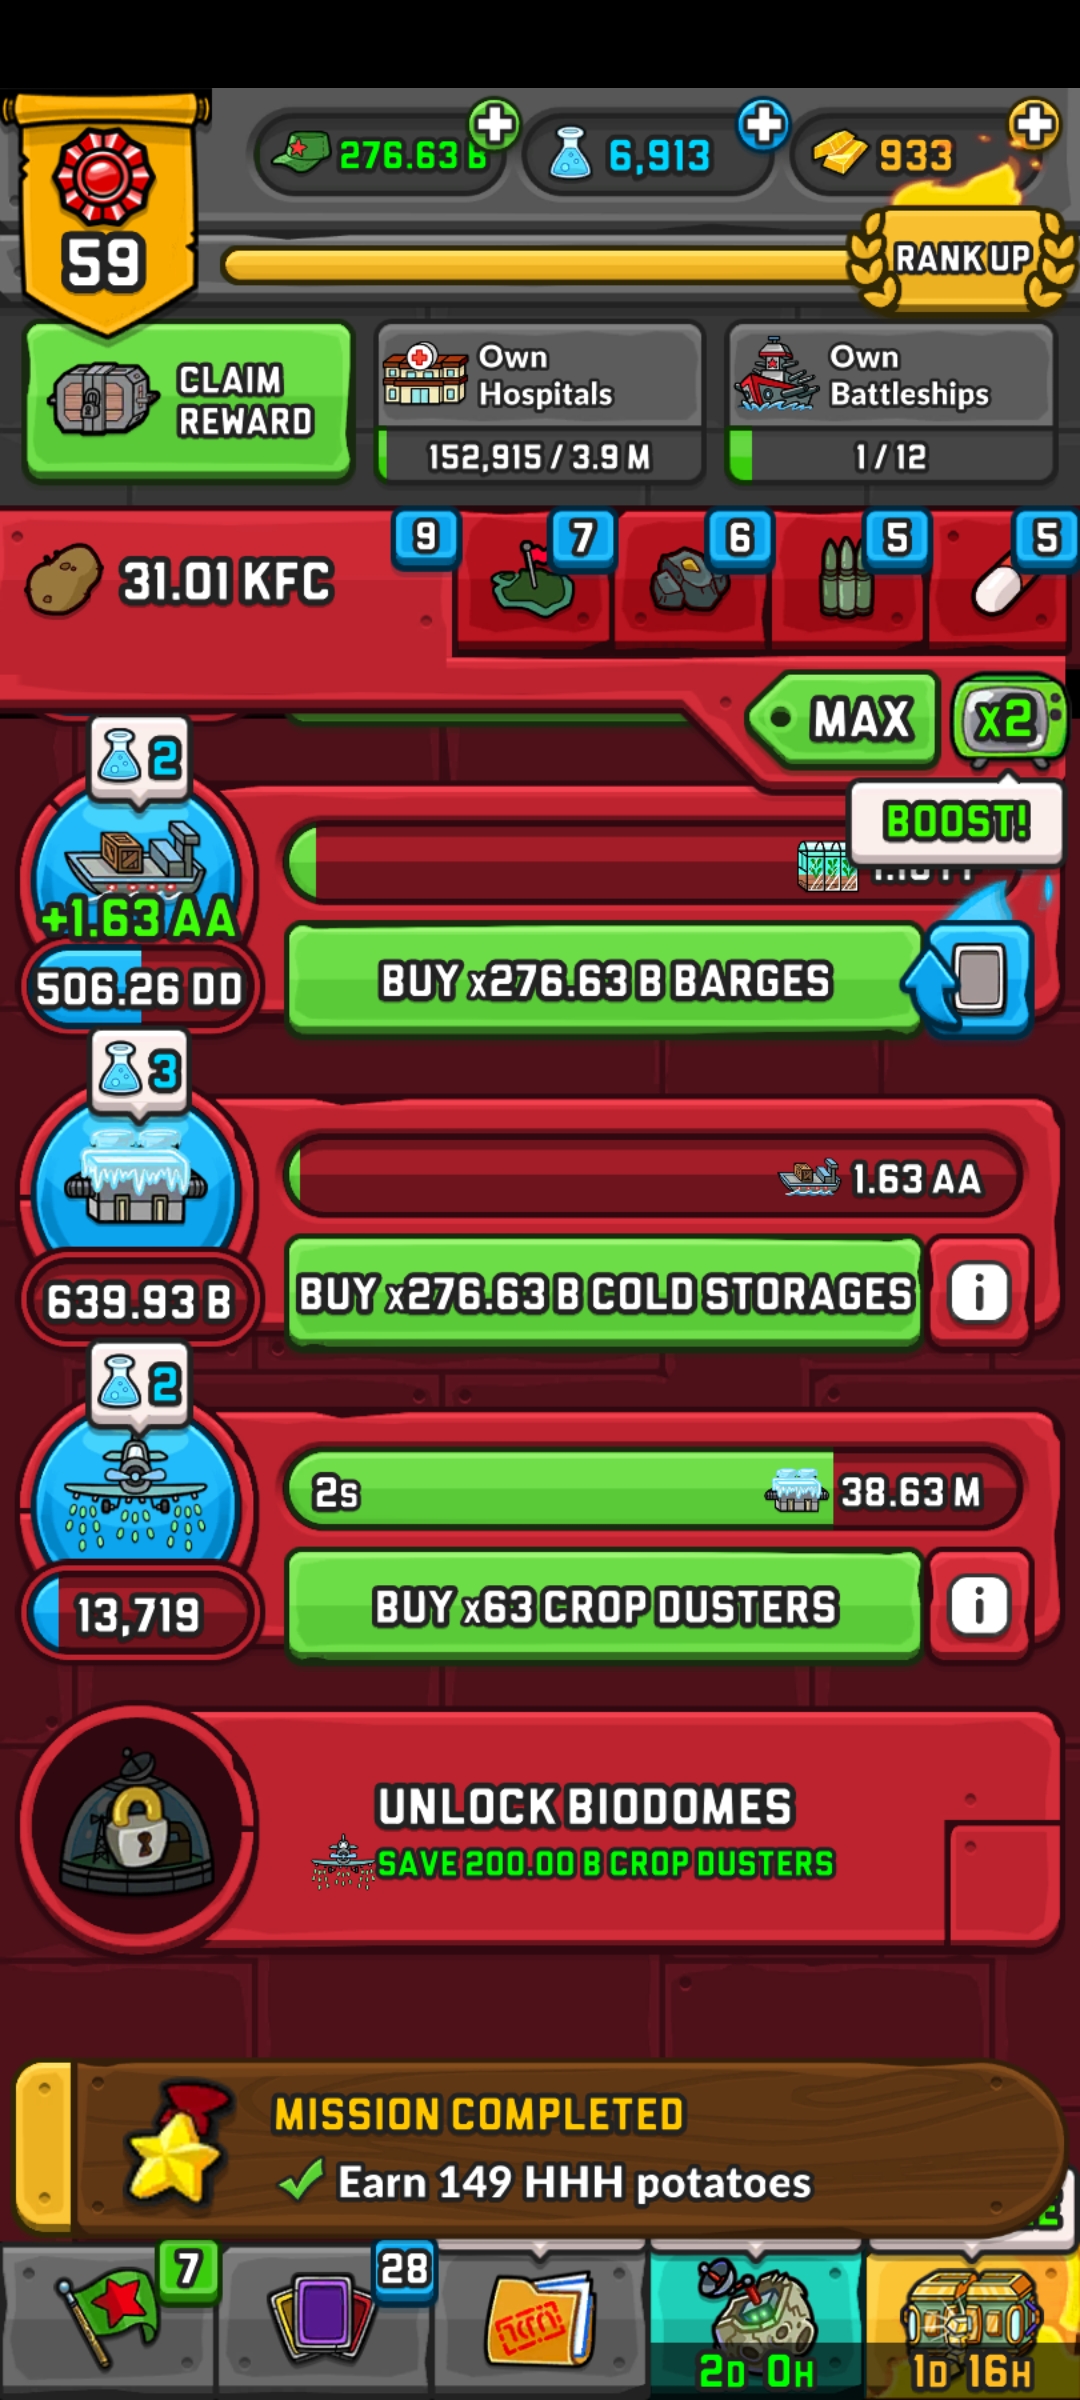 276.63 B
6,913
933
59
RANK UP
CLAIM
REWARD
Own
Hospitals
152,915 / 3.9 M
Own
Battleships
1 / 12
31.01 KFC
9
7
6
5
5
MAX
x2
BOOST!
2
+1.63 AA
506.26 DD
BUY x276.63 B BARGES
3
1.63 AA
639.93 B
BUY x276.63 B COLD STORAGES
i
2
2s
38.63 M
13,719
BUY x63 CROP DUSTERS
i
UNLOCK BIODOMES
SAVE 200.00 B CROP DUSTERS
MISSION COMPLETED
Earn 149 HHH potatoes
7
28
2D 0H
1D 16H